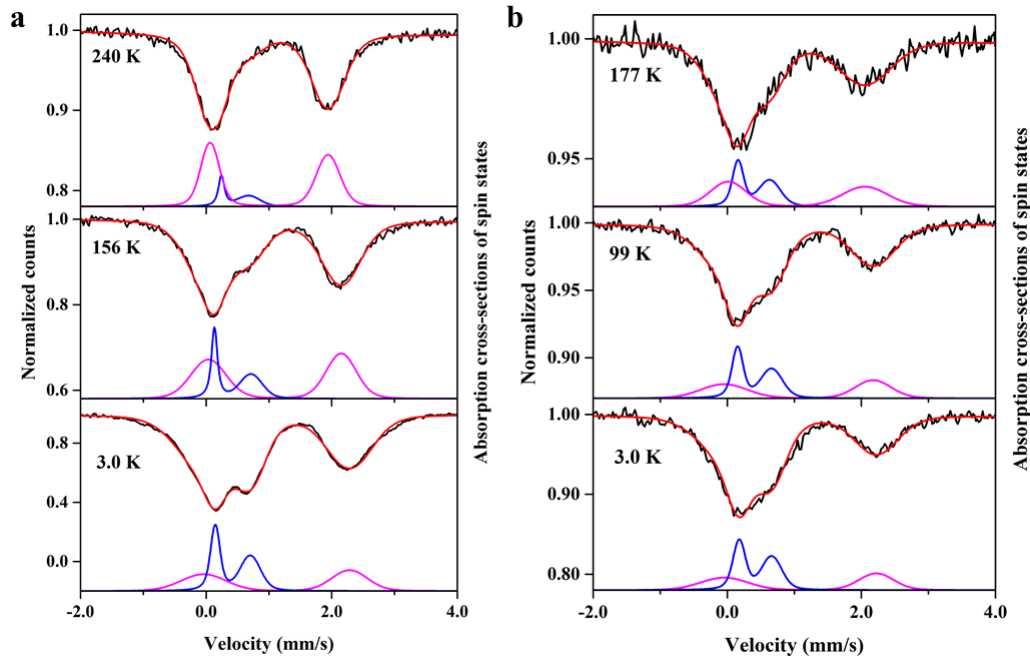 a
1.0
240 K
0.9
0.8
1.0
156 K
0.8
0.6
0.8
3.0 K
0.4
0.0
-2.0 0.0 2.0 4.0
Velocity (mm/s)
Normalized counts
Absorption cross-sections of spin states
b
1.00
177 K
0.95
1.00
99 K
0.95
0.90
1.00
3.0 K
0.90
0.80
-2.0 0.0 2.0 4.0
Velocity (mm/s)
Normalized counts
Absorption cross-sections of spin states